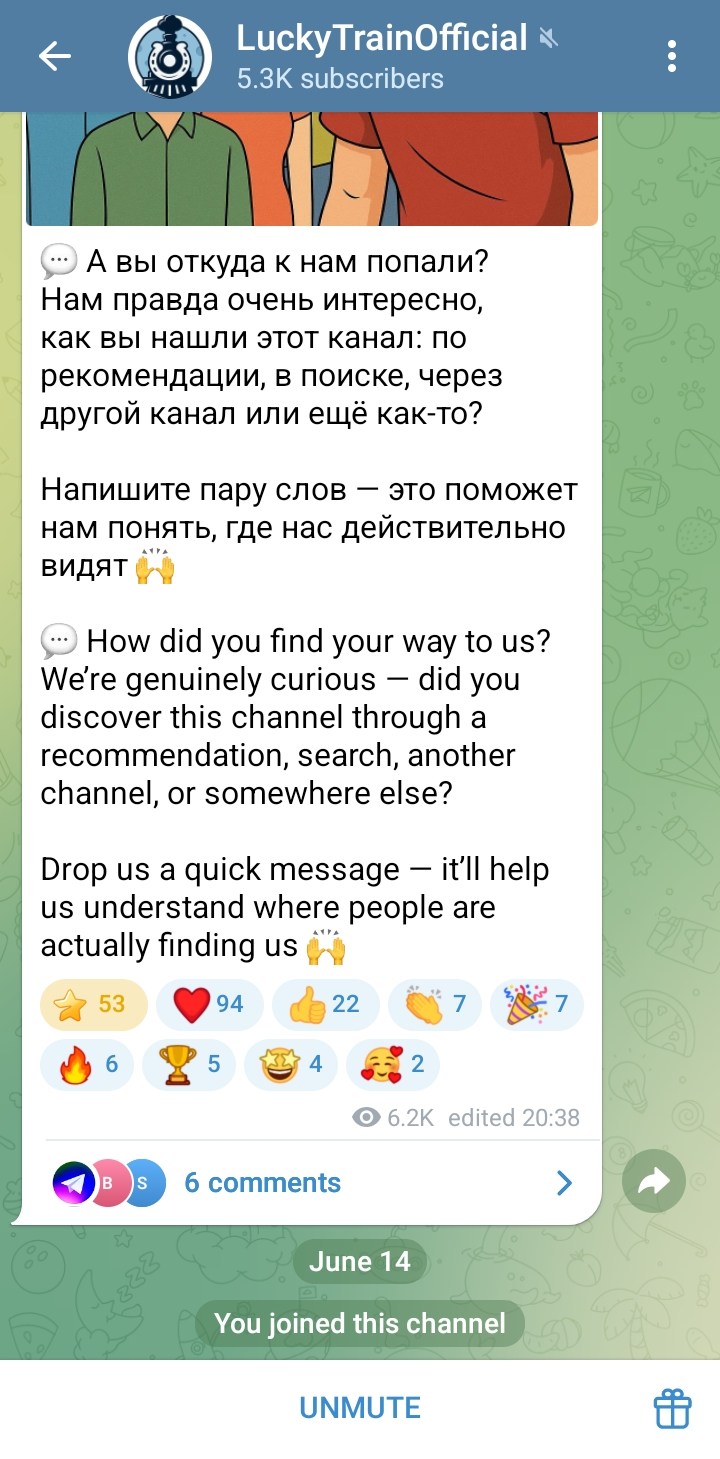 LuckyTrainOfficial
5.3K subscribers
💬 А вы откуда к нам попали?
Нам правда очень интересно,
как вы нашли этот канал: по
рекомендации, в поиске, через
другой канал или ещё как-то?
Напишите пару слов — это поможет
нам понять, где нас действительно
видят 🙌
💬 How did you find your way to us?
We’re genuinely curious — did you
discover this channel through a
recommendation, search, another
channel, or somewhere else?
Drop us a quick message — it’ll help
us understand where people are
actually finding us 🙌
⭐ 53 ❤️ 94 👍 22 👏 7 🎉 7
🔥 6 🏆 5 🤩 4 🥰 2
6.2K edited 20:38
B S 6 comments
June 14
You joined this channel
UNMUTE